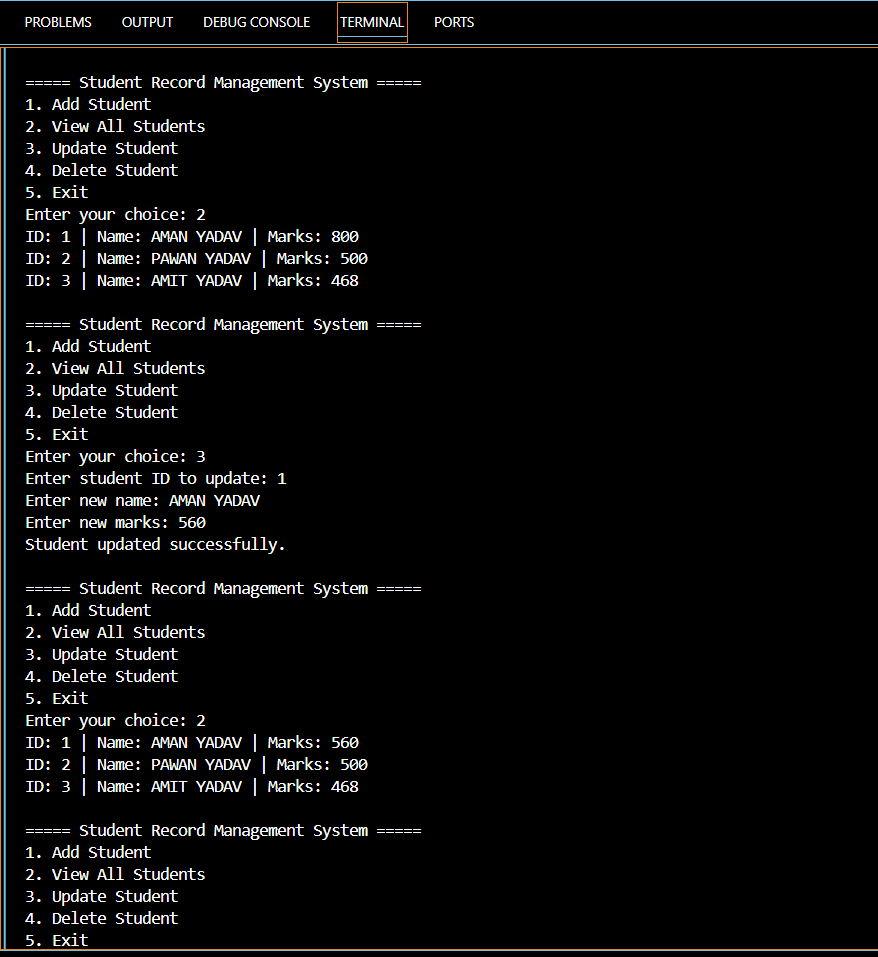 PROBLEMS OUTPUT DEBUG CONSOLE TERMINAL PORTS
===== Student Record Management System =====
1. Add Student
2. View All Students
3. Update Student
4. Delete Student
5. Exit
Enter your choice: 2
ID: 1 | Name: AMAN YADAV | Marks: 800
ID: 2 | Name: PAWAN YADAV | Marks: 500
ID: 3 | Name: AMIT YADAV | Marks: 468
===== Student Record Management System =====
1. Add Student
2. View All Students
3. Update Student
4. Delete Student
5. Exit
Enter your choice: 3
Enter student ID to update: 1
Enter new name: AMAN YADAV
Enter new marks: 560
Student updated successfully.
===== Student Record Management System =====
1. Add Student
2. View All Students
3. Update Student
4. Delete Student
5. Exit
Enter your choice: 2
ID: 1 | Name: AMAN YADAV | Marks: 560
ID: 2 | Name: PAWAN YADAV | Marks: 500
ID: 3 | Name: AMIT YADAV | Marks: 468
===== Student Record Management System =====
1. Add Student
2. View All Students
3. Update Student
4. Delete Student
5. Exit